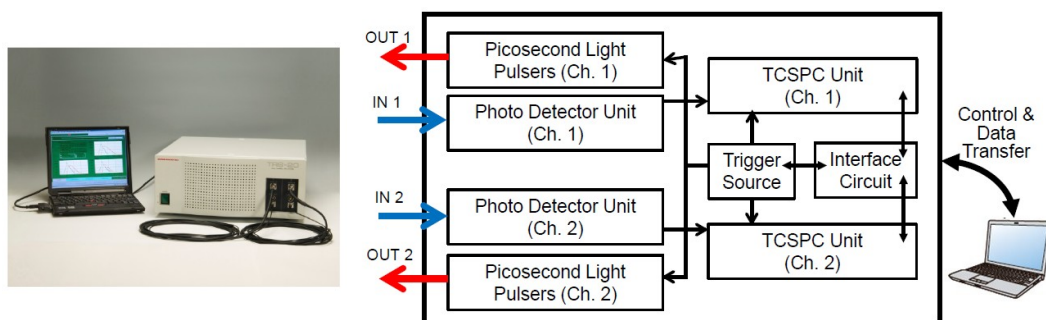 OUT 1
Picosecond Light
Pulsers (Ch. 1)
IN 1
Photo Detector Unit
(Ch. 1)
TCSPC Unit
(Ch. 1)
Control &
Data
Transfer
Trigger
Source
Interface
Circuit
IN 2
Photo Detector Unit
(Ch. 2)
TCSPC Unit
(Ch. 2)
OUT 2
Picosecond Light
Pulsers (Ch. 2)